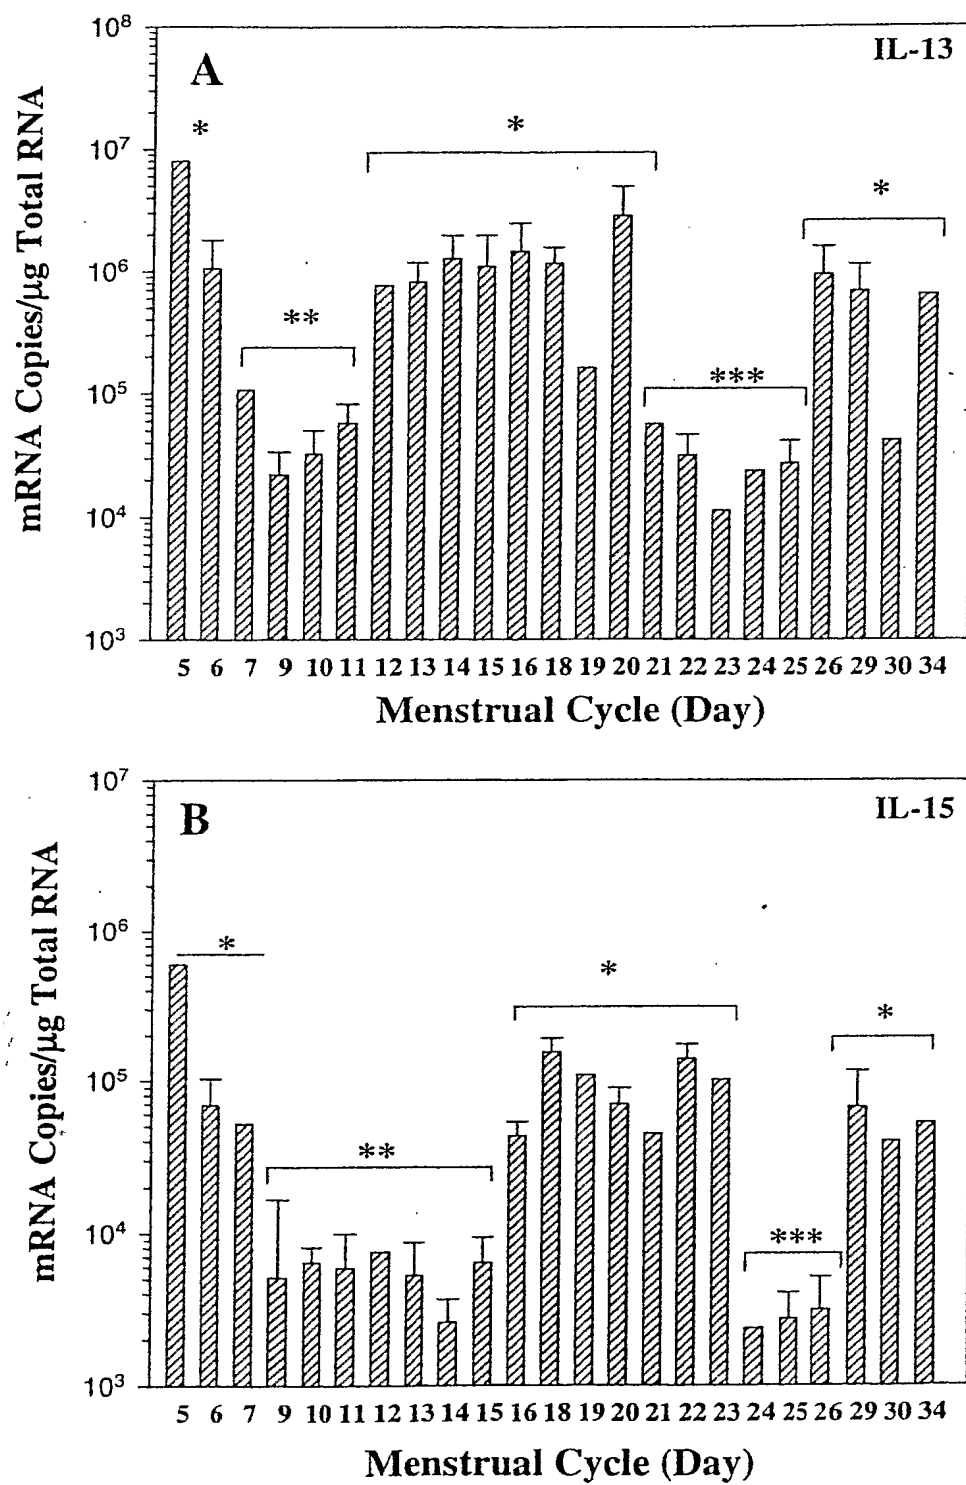 A
IL-13
mRNA Copies/µg Total RNA
10⁸
10⁷
10⁶
10⁵
10⁴
10³
*
**
*
***
*
5 6 7 9 10 11 12 13 14 15 16 18 19 20 21 22 23 24 25 26 29 30 34
Menstrual Cycle (Day)
B
IL-15
mRNA Copies/µg Total RNA
10⁷
10⁶
10⁵
10⁴
10³
*
**
*
***
*
5 6 7 9 10 11 12 13 14 15 16 18 19 20 21 22 23 24 25 26 29 30 34
Menstrual Cycle (Day)